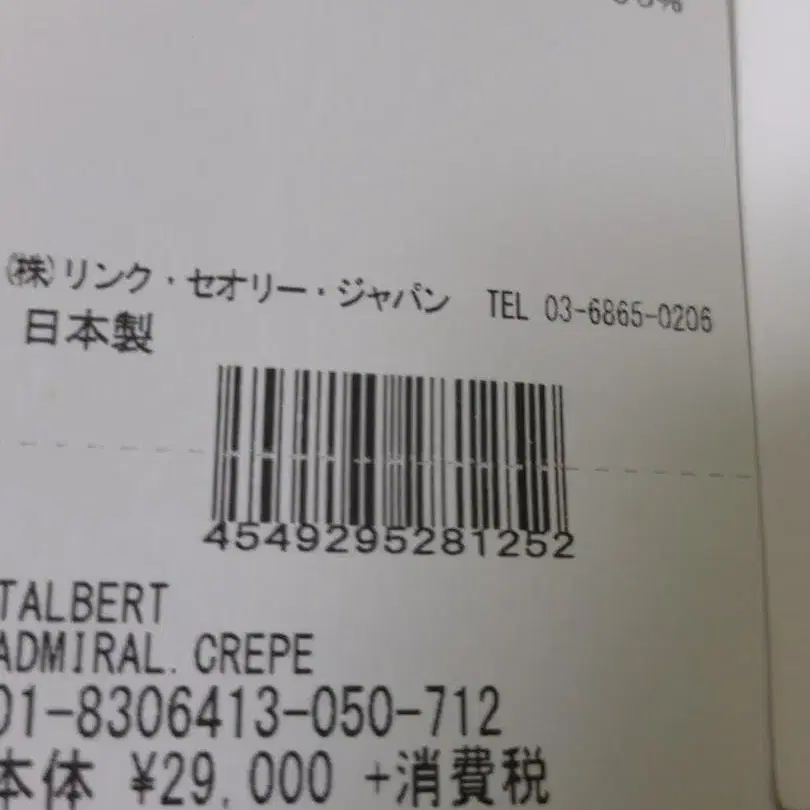 (株)リンク・セオリー・ジャパン TEL 03-6865-0206
日本製
4549295281252
TALBERT
ADMIRAL.CREPE
01-8306413-050-712
本体 ¥29,000 +消費税